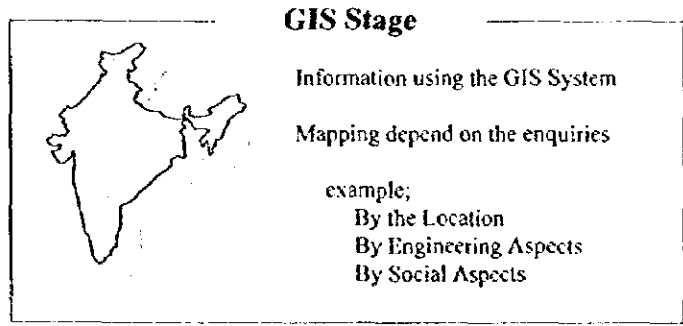 GIS Stage
Information using the GIS System
Mapping depend on the enquiries
example;
By the Location
By Engineering Aspects
By Social Aspects